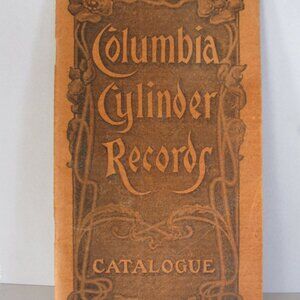 Columbia
Cylinder
Records
CATALOGUE